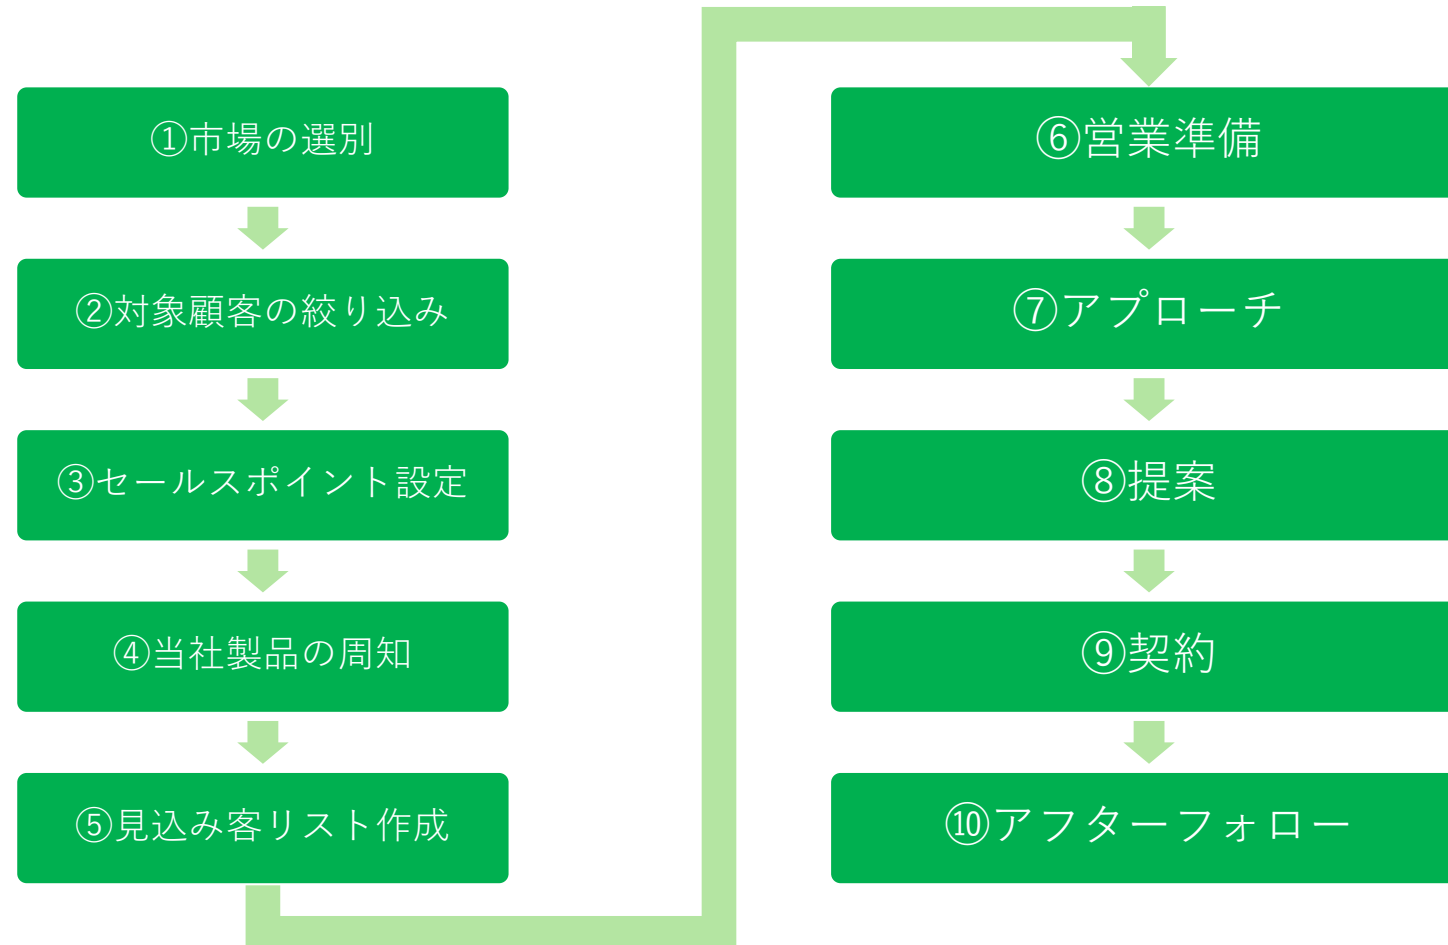 ①市場の選別
②対象顧客の絞り込み
③セールスポイント設定
④当社製品の周知
⑤見込み客リスト作成
⑥営業準備
⑦アプローチ
⑧提案
⑨契約
⑩アフターフォロー